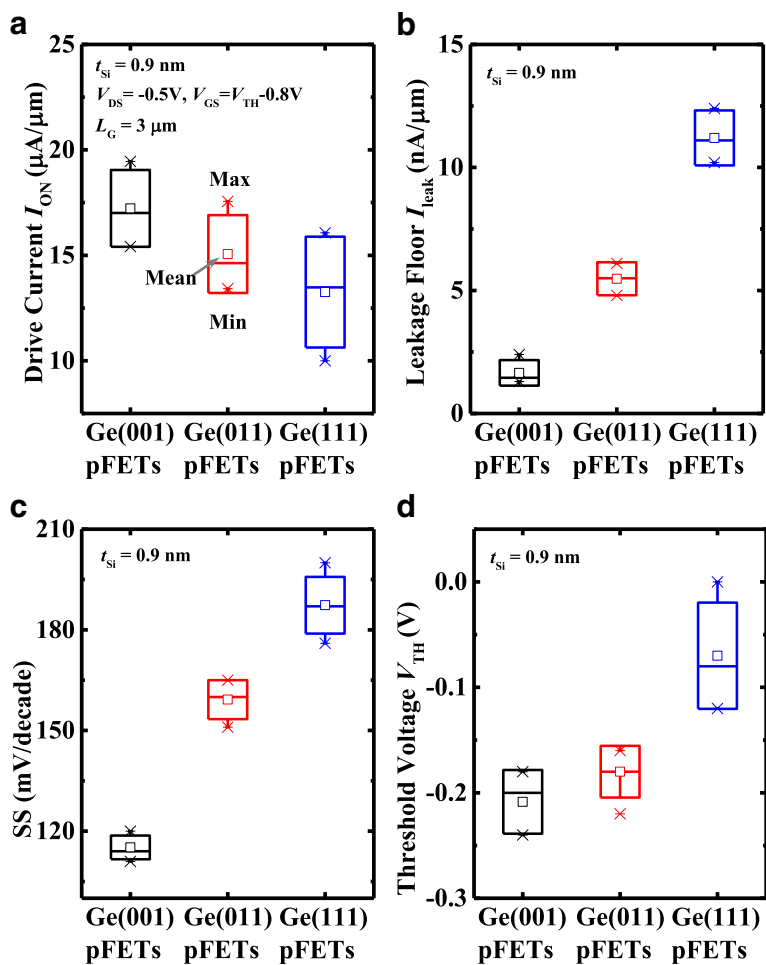 a
25
20
15
10
Drive Current I_ON (μA/μm)
t_Si = 0.9 nm
V_DS= -0.5V, V_GS=V_TH-0.8V
L_G = 3 μm
Max
Mean
Min
Ge(001) Ge(011) Ge(111)
pFETs pFETs pFETs
b
15
10
5
0
Leakage Floor I_leak (nA/μm)
t_Si = 0.9 nm
Ge(001) Ge(011) Ge(111)
pFETs pFETs pFETs
c
210
180
150
120
SS (mV/decade)
t_Si = 0.9 nm
Ge(001) Ge(011) Ge(111)
pFETs pFETs pFETs
d
0.0
-0.1
-0.2
-0.3
Threshold Voltage V_TH (V)
t_Si = 0.9 nm
Ge(001) Ge(011) Ge(111)
pFETs pFETs pFETs